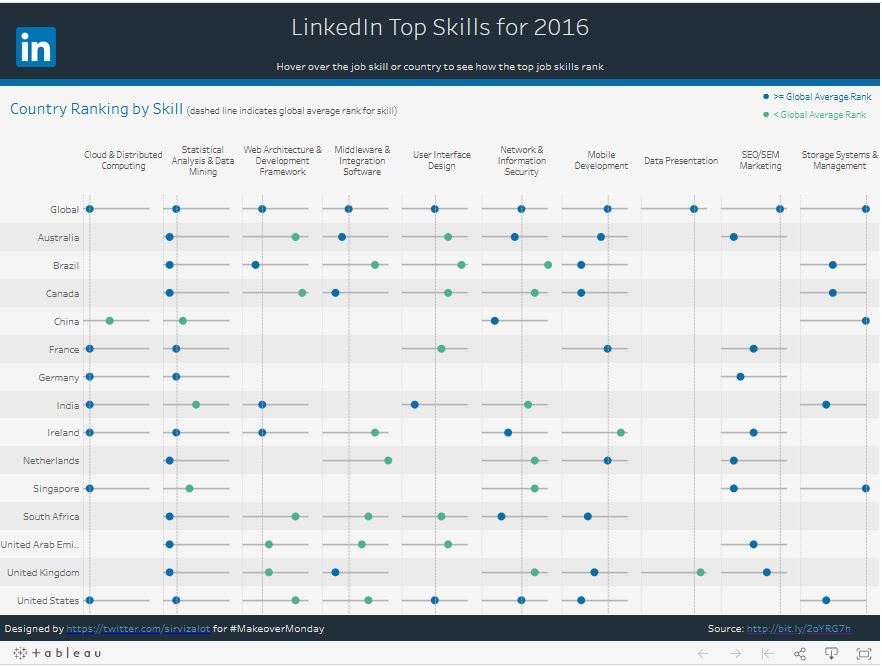 LinkedIn Top Skills for 2016
in
Hover over the job skill or country to see how the top job skills rank
>= Global Average Rank
Country Ranking by Skill (dashed line indicates global average rank for skill)
< Global Average Rank
Cloud & Distributed
Computing
Statistical
Analysis & Data
Mining
Web Architecture &
Development
Framework
Middleware &
Integration
Software
User Interface
Design
Network &
Information
Security
Mobile
Development
Data Presentation
SEO/SEM
Marketing
Storage Systems &
Management
Global
Australia
Brazil
Canada
China
France
Germany
India
Ireland
Netherlands
Singapore
South Africa
United Arab Emi..
United Kingdom
United States
Designed by https://twitter.com/sirvizalot for #MakeoverMonday
Source: http://bit.ly/2oYRG7h
+ a b l e a u